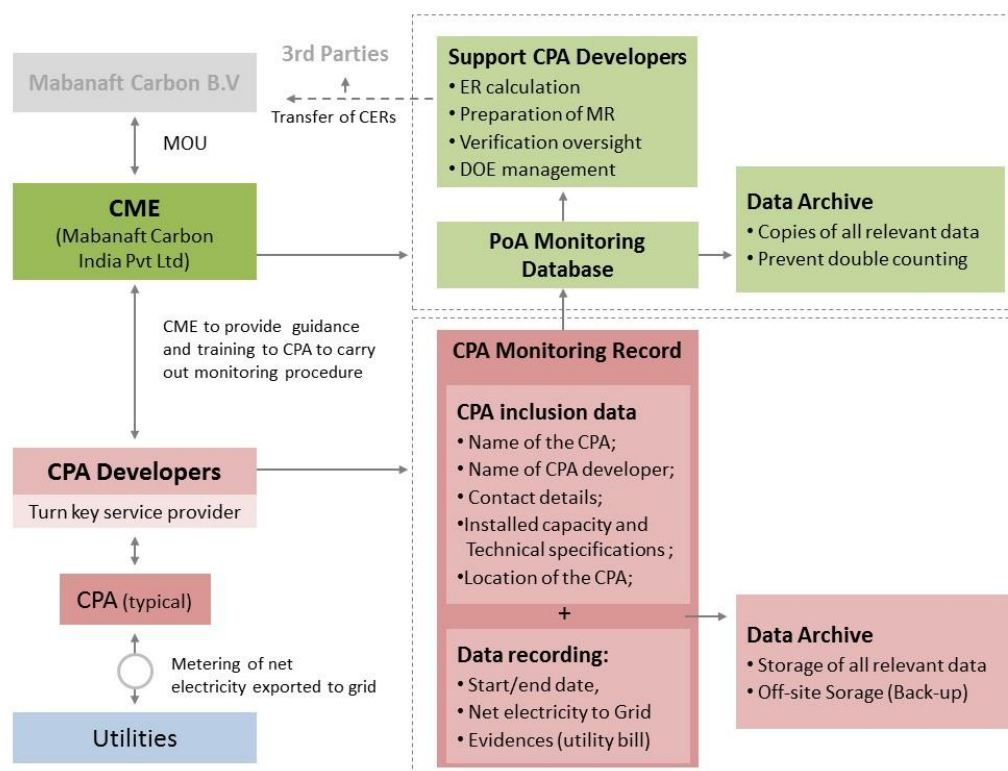 Mabanaft Carbon B.V
3rd Parties
Transfer of CERs
MOU
CME
(Mabanaft Carbon
India Pvt Ltd)
CME to provide guidance
and training to CPA to carry
out monitoring procedure
CPA Developers
Turn key service provider
CPA (typical)
Metering of net
electricity exported to grid
Utilities
Support CPA Developers
• ER calculation
• Preparation of MR
• Verification oversight
• DOE management
PoA Monitoring
Database
Data Archive
• Copies of all relevant data
• Prevent double counting
CPA Monitoring Record
CPA inclusion data
• Name of the CPA;
• Name of CPA developer;
• Contact details;
• Installed capacity and
Technical specifications ;
• Location of the CPA;
+
Data recording:
• Start/end date,
• Net electricity to Grid
• Evidences (utility bill)
Data Archive
• Storage of all relevant data
• Off-site Sorage (Back-up)